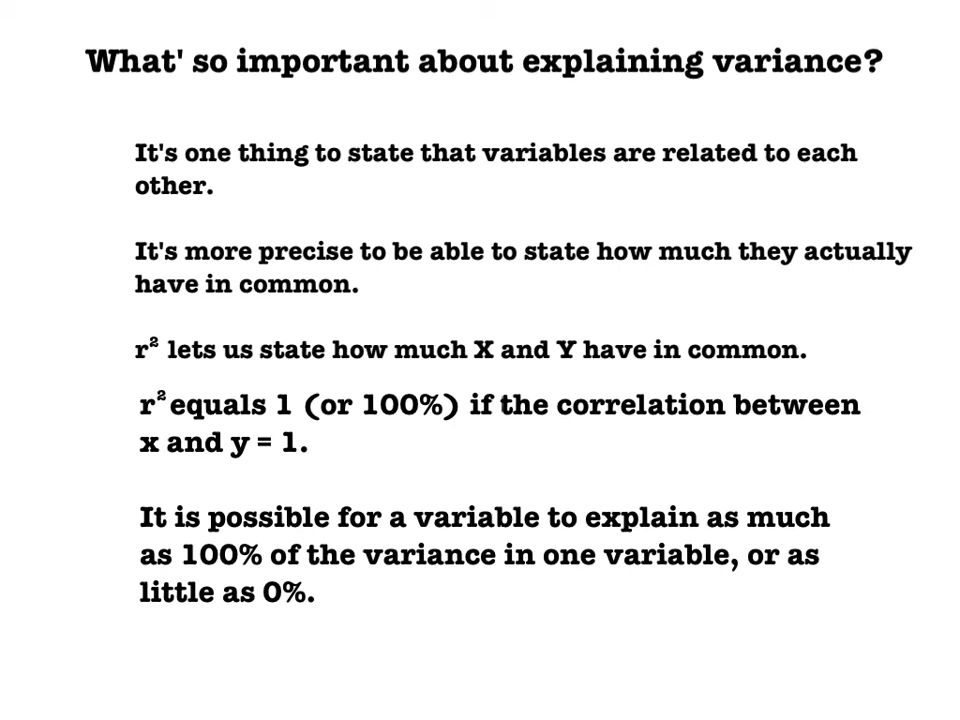 What' so important about explaining variance?
It's one thing to state that variables are related to each
other.
It's more precise to be able to state how much they actually
have in common.
r² lets us state how much X and Y have in common.
r² equals 1 (or 100%) if the correlation between
x and y = 1.
It is possible for a variable to explain as much
as 100% of the variance in one variable, or as
little as 0%.